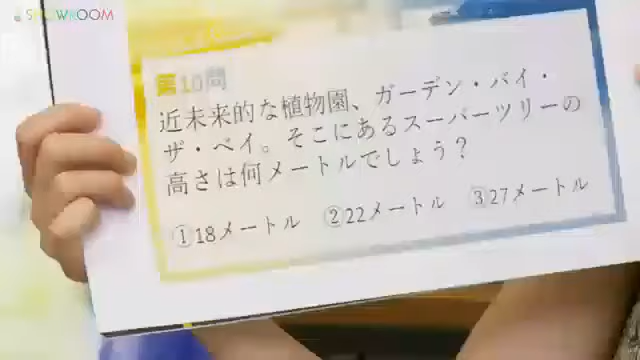 SHOWROOM
第10問
近未来的な植物園、ガーデン・バイ・
ザ・ベイ。そこにあるスーパーツリーの
高さは何メートルでしょう?
①18メートル ②22メートル ③27メートル